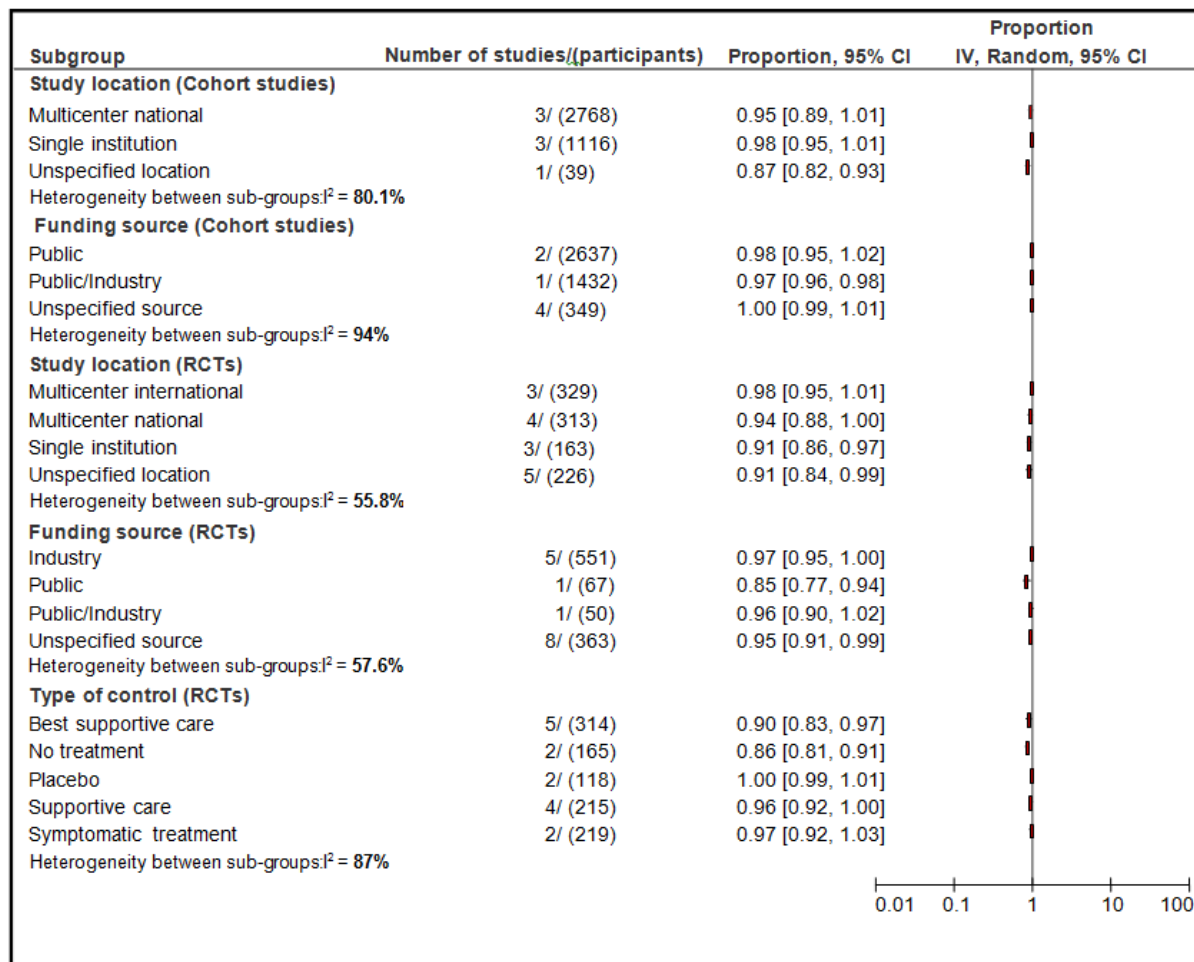 Proportion
Subgroup Number of studies/(participants) Proportion, 95% CI IV, Random, 95% CI
Study location (Cohort studies)
Multicenter national 3/ (2768) 0.95 [0.89, 1.01]
Single institution 3/ (1116) 0.98 [0.95, 1.01]
Unspecified location 1/ (39) 0.87 [0.82, 0.93]
Heterogeneity between sub-groups:I² = 80.1%
Funding source (Cohort studies)
Public 2/ (2637) 0.98 [0.95, 1.02]
Public/Industry 1/ (1432) 0.97 [0.96, 0.98]
Unspecified source 4/ (349) 1.00 [0.99, 1.01]
Heterogeneity between sub-groups:I² = 94%
Study location (RCTs)
Multicenter international 3/ (329) 0.98 [0.95, 1.01]
Multicenter national 4/ (313) 0.94 [0.88, 1.00]
Single institution 3/ (163) 0.91 [0.86, 0.97]
Unspecified location 5/ (226) 0.91 [0.84, 0.99]
Heterogeneity between sub-groups:I² = 55.8%
Funding source (RCTs)
Industry 5/ (551) 0.97 [0.95, 1.00]
Public 1/ (67) 0.85 [0.77, 0.94]
Public/Industry 1/ (50) 0.96 [0.90, 1.02]
Unspecified source 8/ (363) 0.95 [0.91, 0.99]
Heterogeneity between sub-groups:I² = 57.6%
Type of control (RCTs)
Best supportive care 5/ (314) 0.90 [0.83, 0.97]
No treatment 2/ (165) 0.86 [0.81, 0.91]
Placebo 2/ (118) 1.00 [0.99, 1.01]
Supportive care 4/ (215) 0.96 [0.92, 1.00]
Symptomatic treatment 2/ (219) 0.97 [0.92, 1.03]
Heterogeneity between sub-groups:I² = 87%
0.01 0.1 1 10 100